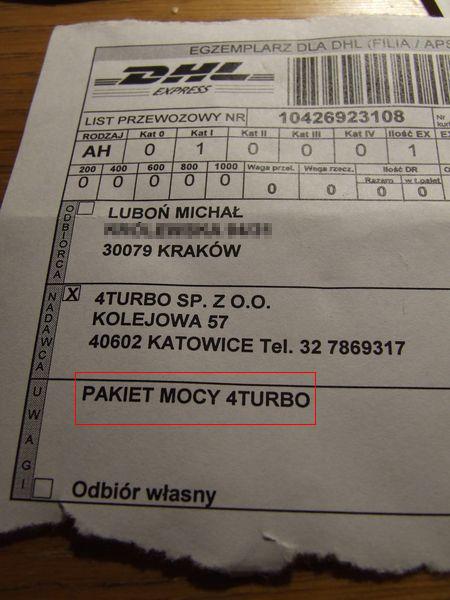 EGZEMPLARZ DLA DHL (FILIA / APS
DHL
EXPRESS
LIST PRZEWOZOWY NR 10426923108 Nr
RODZAJ Kat 0 Kat I Kat II Kat III Kat IV Ilość EX
AH 0 1 0 0 0 1
200 400 600 800 1000 Waga przel. Waga rzecz. Ilość DR
Razem w t.palet
0 0 0 0 0 0 0 0 0
ODBIORCA
LUBOŃ MICHAŁ
30079 KRAKÓW
NADAWCA
X
4TURBO SP. Z O.O.
KOLEJOWA 57
40602 KATOWICE Tel. 32 7869317
UWAGI
PAKIET MOCY 4TURBO
Odbiór własny